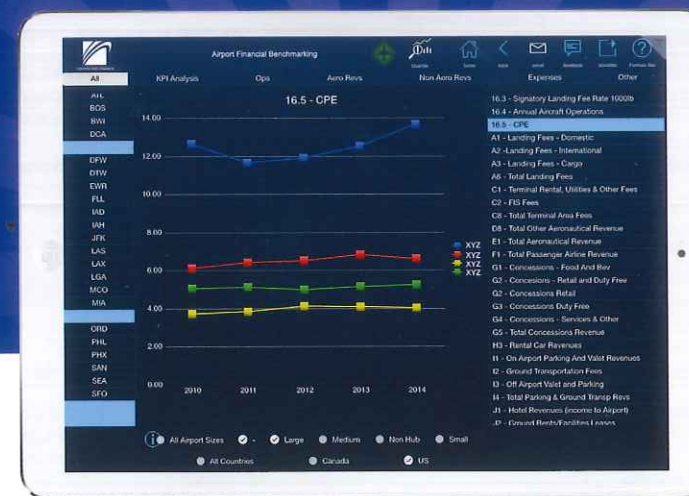 Airport Financial Benchmarking
All
KPI Analysis
Ops
Aero Revs
Non Aero Revs
Expenses
Other
ATL
BOS
BWI
DCA
DFW
DTW
EWR
FLL
IAD
IAH
JFK
LAS
LAX
LGA
MCO
MIA
ORD
PHL
PHX
SAN
SEA
SFO
16.5 - CPE
14.00
12.00
10.00
8.00
6.00
4.00
2.00
0.00
2010 2011 2012 2013 2014
XYZ
XYZ
XYZ
XYZ
16.3 - Signatory Landing Fee Rate 1000lb
16.4 - Annual Aircraft Operations
16.5 - CPE
A1 - Landing Fees - Domestic
A2 -Landing Fees - International
A3 - Landing Fees - Cargo
A6 - Total Landing Fees
C1 - Terminal Rental, Utilities & Other Fees
C2 - FIS Fees
C8 - Total Terminal Area Fees
D8 - Total Other Aeronautical Revenue
E1 - Total Aeronautical Revenue
F1 - Total Passenger Airline Revenue
G1 - Concessions - Food And Bev
G2 - Concesions - Retail and Duty Free
G2 - Concessions Retail
G3 - Concessions Duty Free
G4 - Concessions - Services & Other
G5 - Total Concessions Revenue
H3 - Rental Car Revenues
I1 - On Airport Parking And Valet Revenues
I2 - Ground Transportation Fees
I3 - Off Airport Valet and Parking
I4 - Total Parking & Ground Transp Revs
J1 - Hotel Revenues (income to Airport)
J2 - Ground Rents/Facilities Leases
All Airport Sizes - Large Medium Non Hub Small
All Countries Canada US